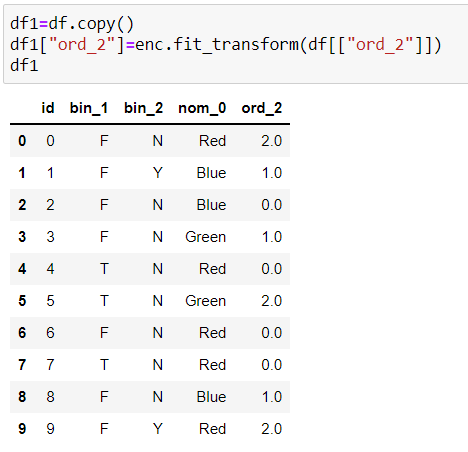 df1=df.copy()
df1["ord_2"]=enc.fit_transform(df[["ord_2"]])
df1
id bin_1 bin_2 nom_0 ord_2
0 0 F N Red 2.0
1 1 F Y Blue 1.0
2 2 F N Blue 0.0
3 3 F N Green 1.0
4 4 T N Red 0.0
5 5 T N Green 2.0
6 6 F N Red 0.0
7 7 T N Red 0.0
8 8 F N Blue 1.0
9 9 F Y Red 2.0